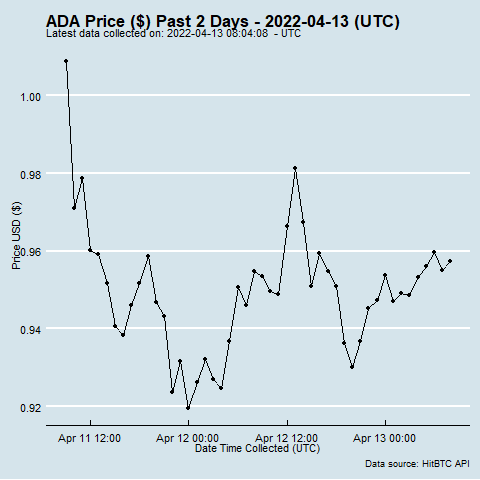 ADA Price ($) Past 2 Days - 2022-04-13 (UTC)
Latest data collected on: 2022-04-13 08:04:08 - UTC
1.00
0.98
0.96
0.94
0.92
Price USD ($)
Apr 11 12:00 Apr 12 00:00 Apr 12 12:00 Apr 13 00:00
Date Time Collected (UTC)
Data source: HitBTC API